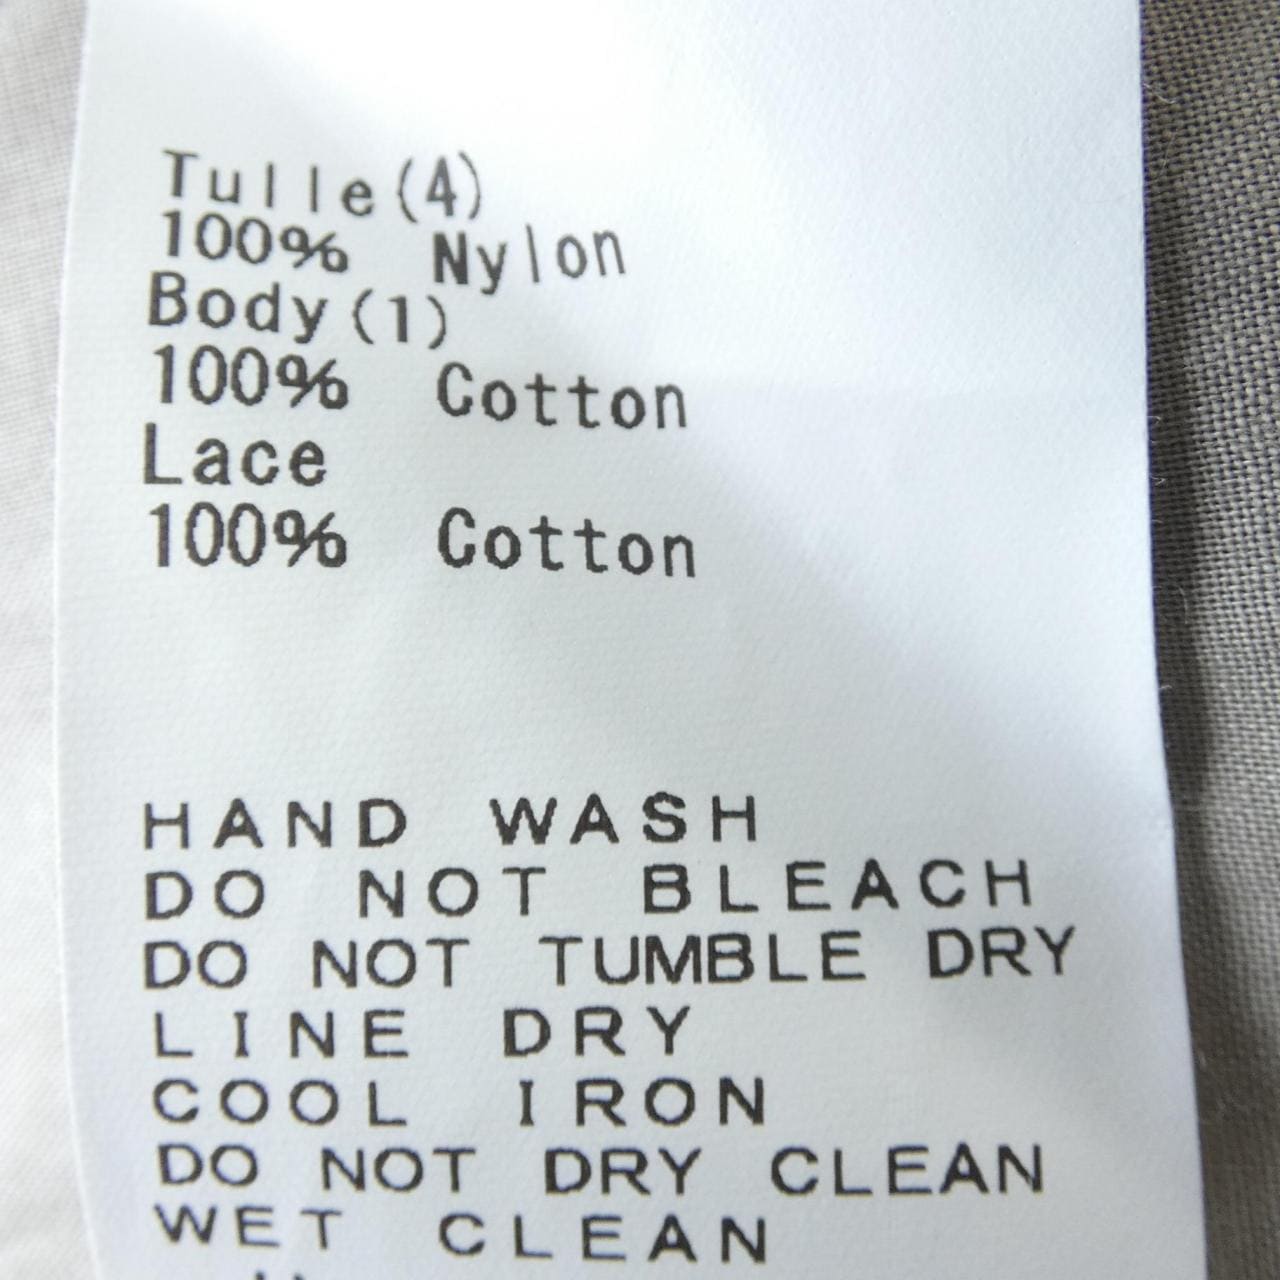 Tulle(4)
100% Nylon
Body(1)
100% Cotton
Lace
100% Cotton
HAND WASH
DO NOT BLEACH
DO NOT TUMBLE DRY
LINE DRY
COOL IRON
DO NOT DRY CLEAN
WET CLEAN